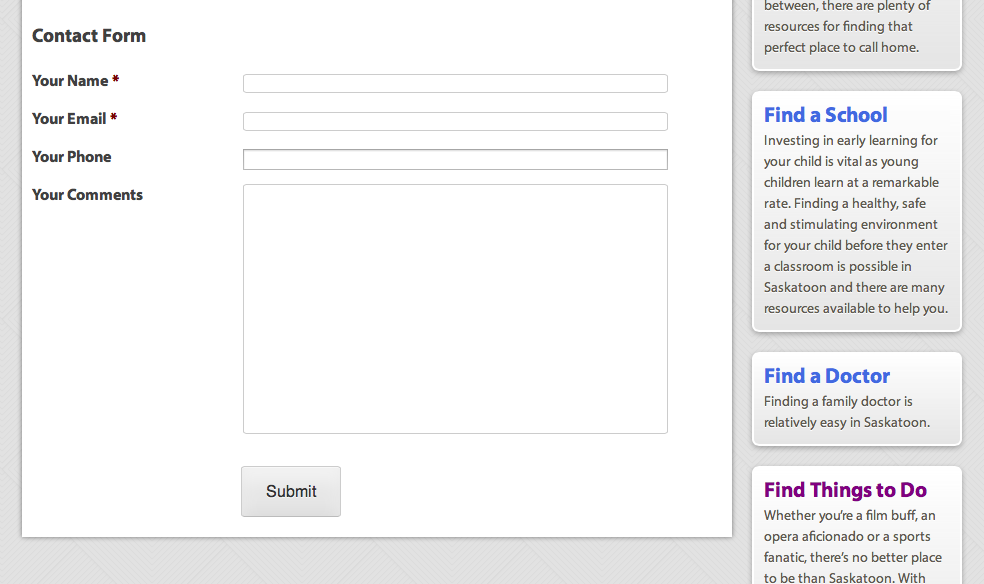 Contact Form
Your Name *
Your Email *
Your Phone
Your Comments
Submit
between, there are plenty of
resources for finding that
perfect place to call home.
Find a School
Investing in early learning for
your child is vital as young
children learn at a remarkable
rate. Finding a healthy, safe
and stimulating environment
for your child before they enter
a classroom is possible in
Saskatoon and there are many
resources available to help you.
Find a Doctor
Finding a family doctor is
relatively easy in Saskatoon.
Find Things to Do
Whether you’re a film buff, an
opera aficionado or a sports
fanatic, there’s no better place
to be than Saskatoon. With